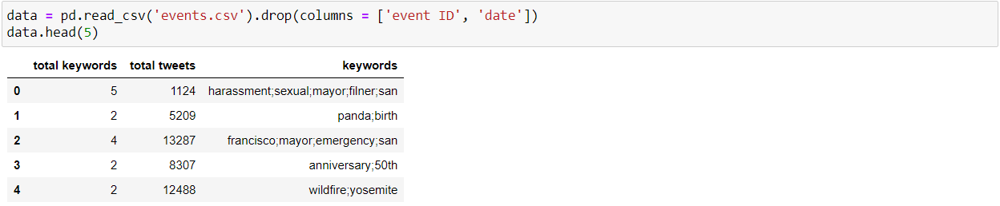 data = pd.read_csv('events.csv').drop(columns = ['event ID', 'date'])
data.head(5)
total keywords total tweets keywords
0 5 1124 harassment;sexual;mayor;filner;san
1 2 5209 panda;birth
2 4 13287 francisco;mayor;emergency;san
3 2 8307 anniversary;50th
4 2 12488 wildfire;yosemite